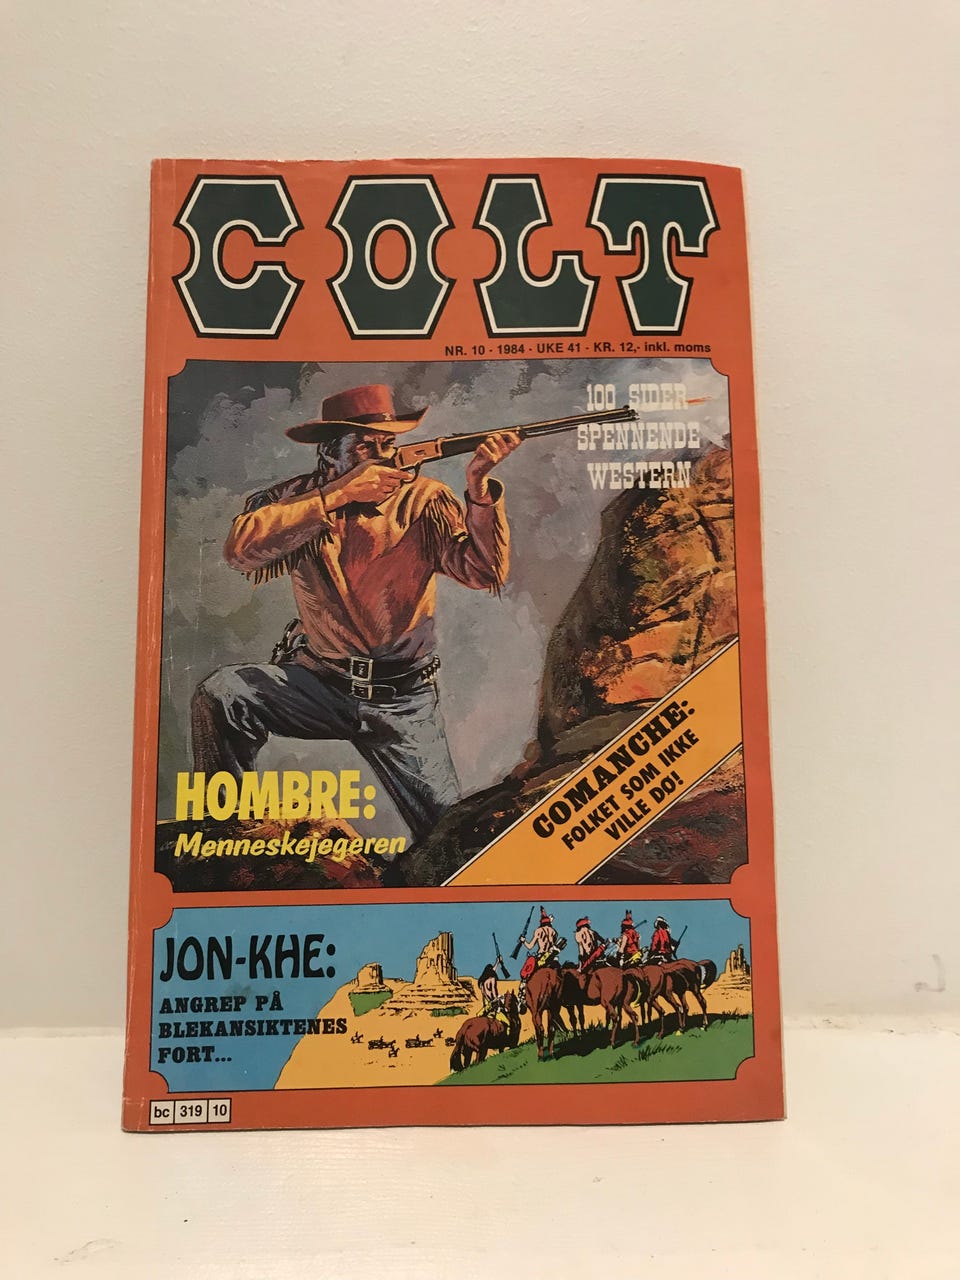 COLT
NR. 10 - 1984 - UKE 41 - KR. 12,- inkl. moms
100 SIDER
SPENNENDE
WESTERN
COMANCHE:
FOLKET SOM IKKE
VILLE DØ!
HOMBRE:
Menneskejegeren
JON-KHE:
ANGREP PÅ
BLEKANSIKTENES
FORT...
bc 319 10